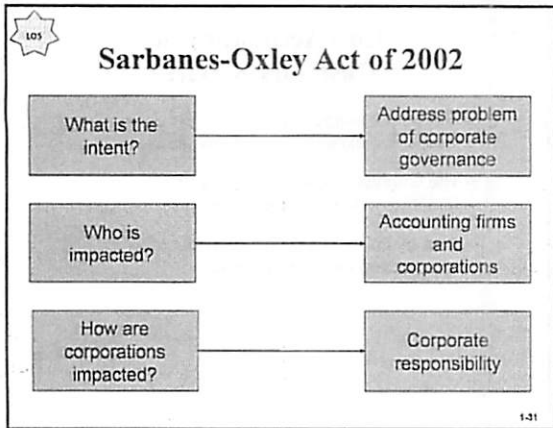 LO5
Sarbanes-Oxley Act of 2002
What is the
intent?
Address problem
of corporate
governance
Who is
impacted?
Accounting firms
and
corporations
How are
corporations
impacted?
Corporate
responsibility
1-31